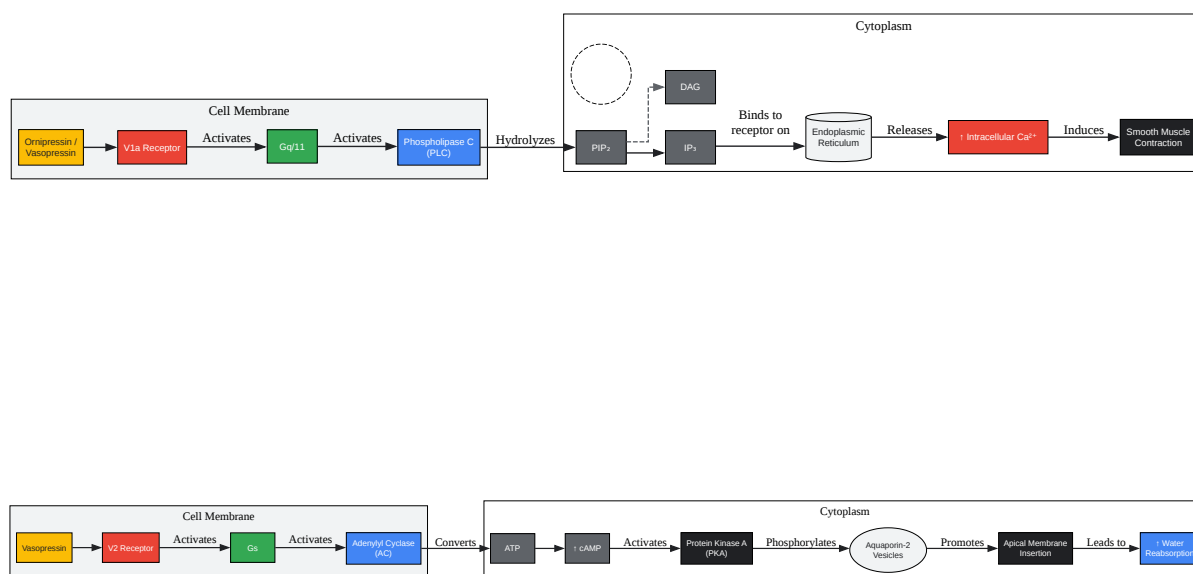 Cytoplasm
Cell Membrane
Ornipressin /
Vasopressin
V1a Receptor
Activates
Gq/11
Activates
Phospholipase C
(PLC)
Hydrolyzes
PIP₂
DAG
IP₃
Binds to
receptor on
Endoplasmic
Reticulum
Releases
↑ Intracellular Ca²⁺
Induces
Smooth Muscle
Contraction
Cell Membrane
Vasopressin
V2 Receptor
Activates
Gs
Activates
Adenylyl Cyclase
(AC)
Converts
Cytoplasm
ATP
↑ cAMP
Activates
Protein Kinase A
(PKA)
Phosphorylates
Aquaporin-2
Vesicles
Promotes
Apical Membrane
Insertion
Leads to
↑ Water
Reabsorption